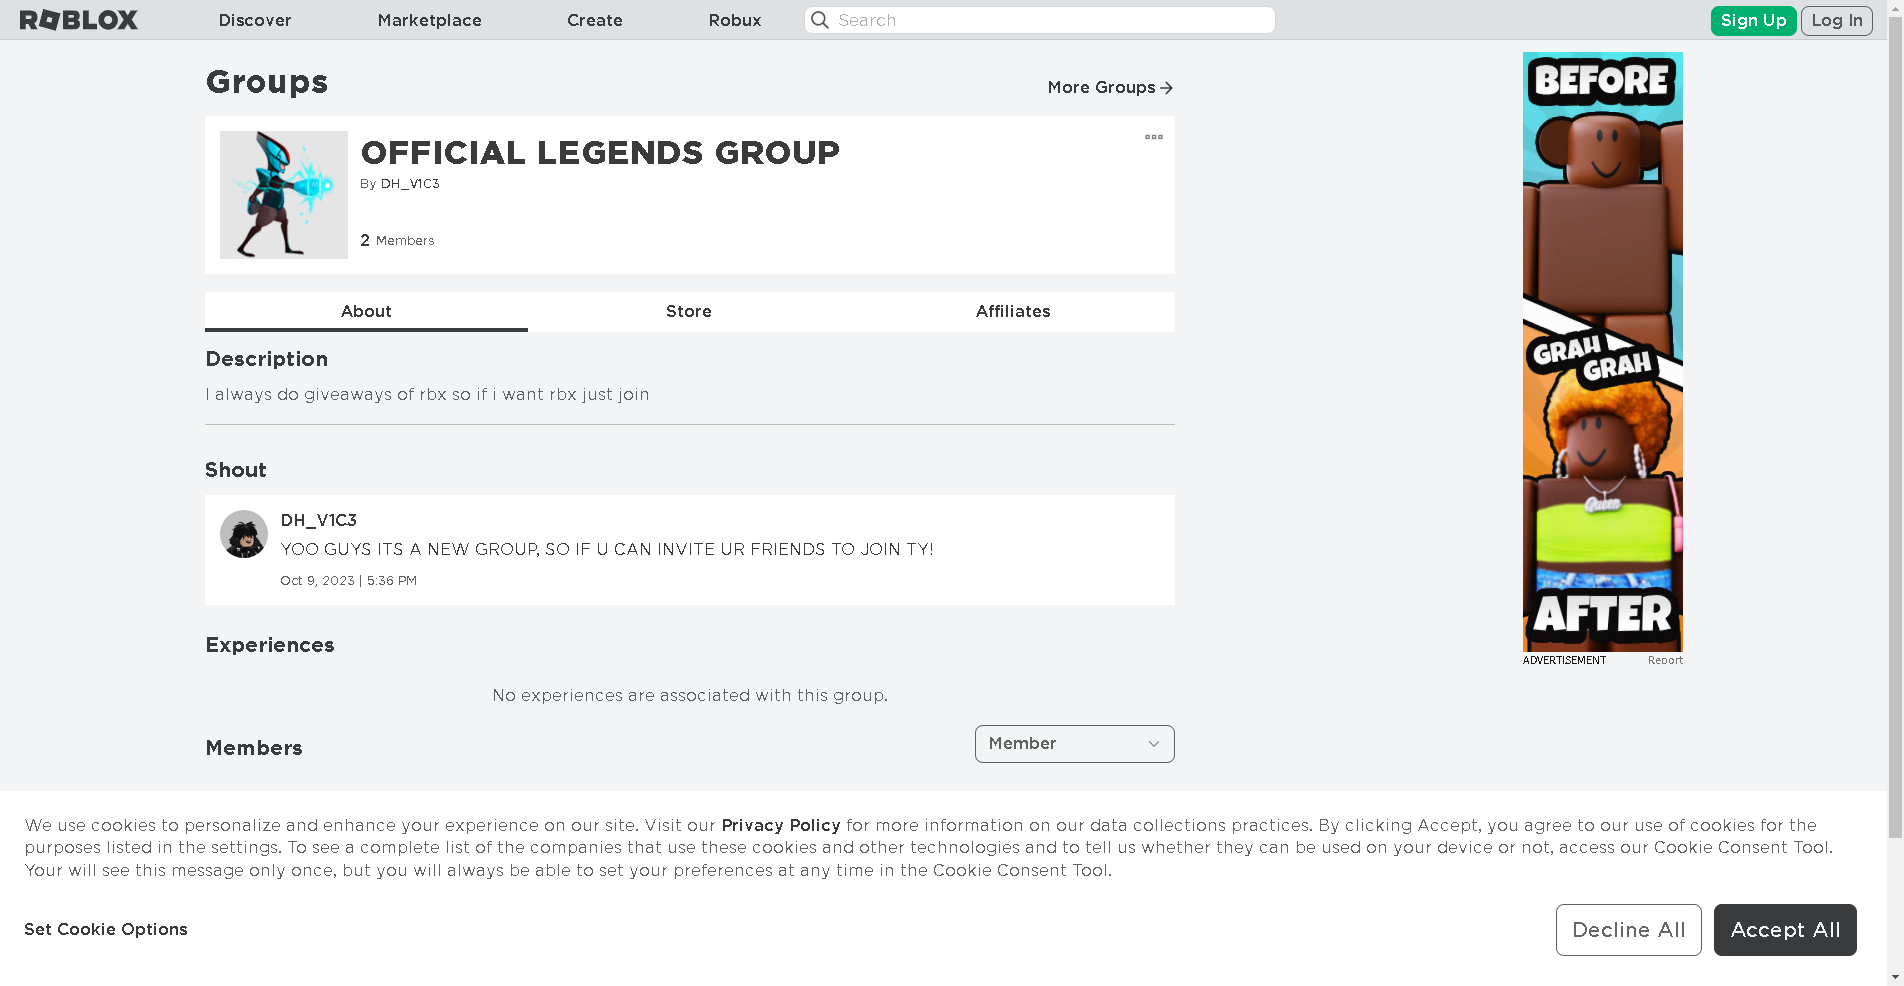 ROBLOX
Discover
Marketplace
Create
Robux
Search
Sign Up
Log In
Groups
More Groups
OFFICIAL LEGENDS GROUP
By DH_V1C3
2 Members
About
Store
Affiliates
Description
I always do giveaways of rbx so if i want rbx just join
Shout
DH_V1C3
YOO GUYS ITS A NEW GROUP, SO IF U CAN INVITE UR FRIENDS TO JOIN TY!
Oct 9, 2023 | 5:36 PM
Experiences
No experiences are associated with this group.
Members
Member
BEFORE
GRAH
GRAH
Queen
AFTER
ADVERTISEMENT
Report
We use cookies to personalize and enhance your experience on our site. Visit our Privacy Policy for more information on our data collections practices. By clicking Accept, you agree to our use of cookies for the
purposes listed in the settings. To see a complete list of the companies that use these cookies and other technologies and to tell us whether they can be used on your device or not, access our Cookie Consent Tool.
Your will see this message only once, but you will always be able to set your preferences at any time in the Cookie Consent Tool.
Set Cookie Options
Decline All
Accept All